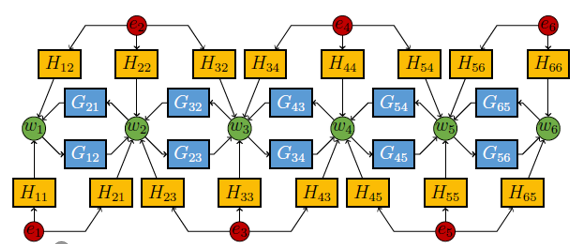 e₂ e₄ e₆
H₁₂ H₂₂ H₃₂ H₃₄ H₄₄ H₅₄ H₅₆ H₆₆
G₂₁ G₃₂ G₄₃ G₅₄ G₆₅
w₁ w₂ w₃ w₄ w₅ w₆
G₁₂ G₂₃ G₃₄ G₄₅ G₅₆
H₁₁ H₂₁ H₂₃ H₃₃ H₄₃ H₄₅ H₅₅ H₆₅
e₁ e₃ e₅